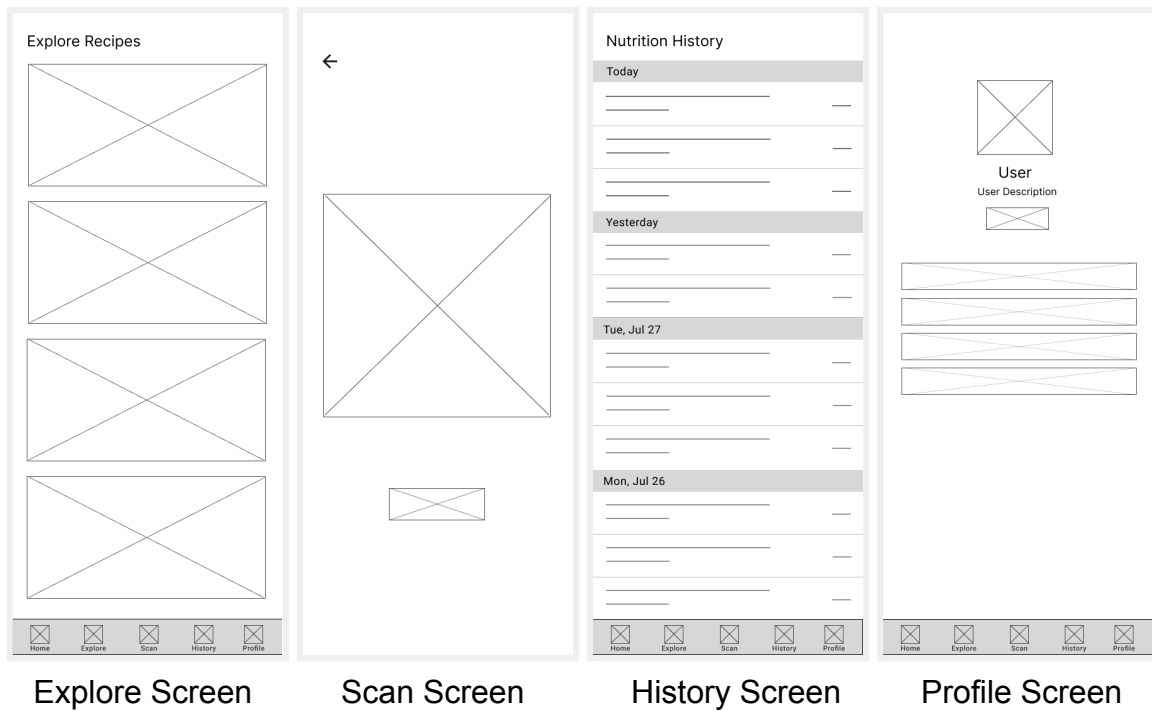 Explore Recipes
Home Explore Scan History Profile
Explore Screen
Scan Screen
Nutrition History
Today
Yesterday
Tue, Jul 27
Mon, Jul 26
Home Explore Scan History Profile
History Screen
User
User Description
Home Explore Scan History Profile
Profile Screen